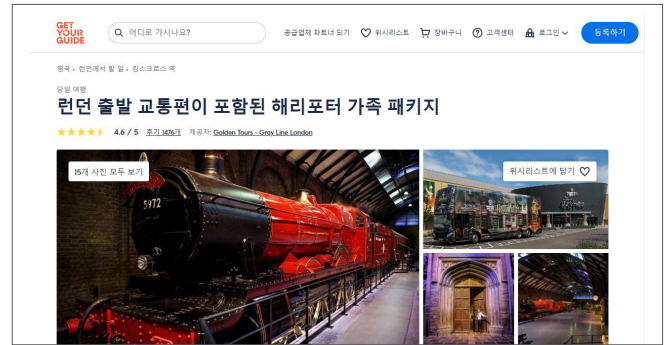 GET
YOUR
GUIDE
어디로 가시나요?
공급업체 파트너 되기
위시리스트
장바구니
고객센터
로그인
등록하기
영국 › 런던에서 할 일 › 킹스크로스 역
당일 여행
런던 출발 교통편이 포함된 해리포터 가족 패키지
4.6 / 5 후기 1476개 제공자: Golden Tours - Gray Line London
15개 사진 모두 보기
위시리스트에 담기
5972